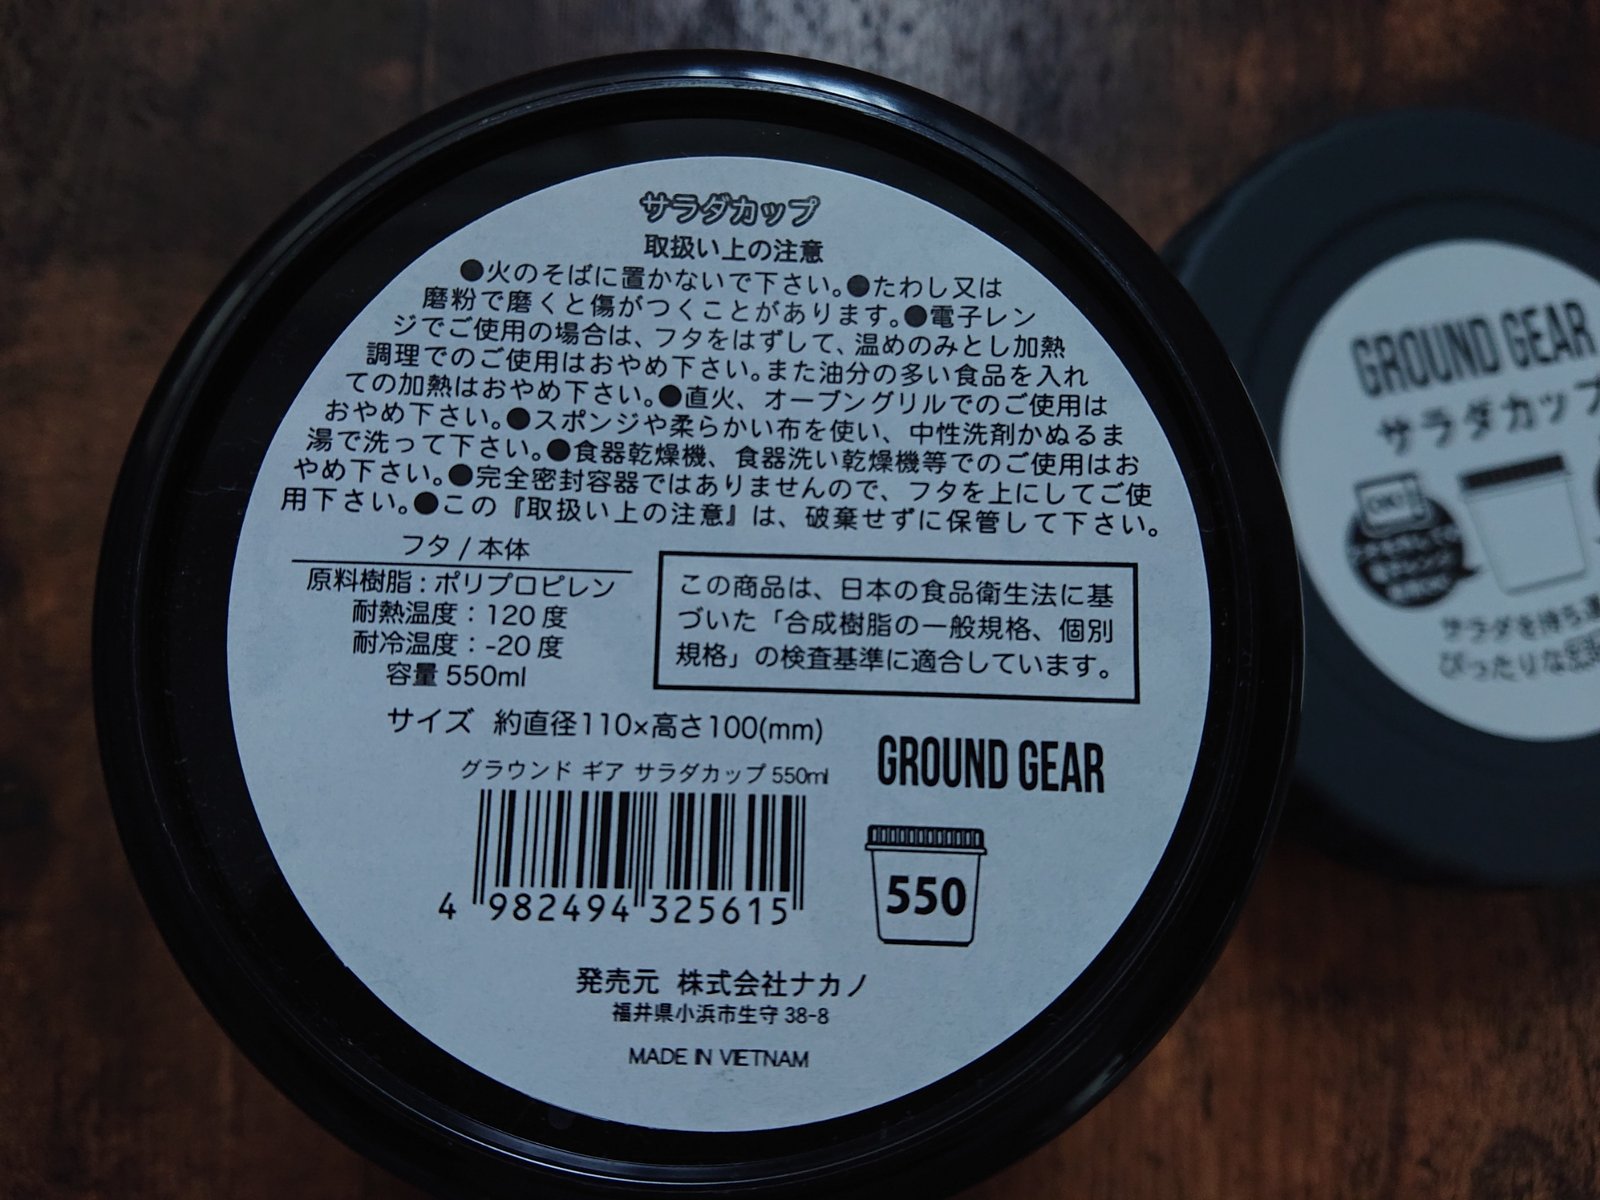 サラダカップ
取扱い上の注意
●火のそばに置かないで下さい。●たわし又は
磨粉で磨くと傷がつくことがあります。●電子レン
ジでご使用の場合は、フタをはずして、温めのみとし加熱
調理でのご使用はおやめ下さい。また油分の多い食品を入れ
ての加熱はおやめ下さい。●直火、オーブングリルでのご使用は
おやめ下さい。●スポンジや柔らかい布を使い、中性洗剤かぬるま
湯で洗って下さい。●食器乾燥機、食器洗い乾燥機等でのご使用はお
やめ下さい。●完全密封容器ではありませんので、フタを上にしてご使
用下さい。●この『取扱い上の注意』は、破棄せずに保管して下さい。
フタ / 本体
原料樹脂：ポリプロピレン
耐熱温度：120 度
耐冷温度：-20 度
容量 550ml
この商品は、日本の食品衛生法に基
づいた「合成樹脂の一般規格、個別
規格」の検査基準に適合しています。
サイズ 約直径110×高さ100(mm)
グラウンド ギア サラダカップ 550ml
GROUND GEAR
4 982494 325615
550
発売元 株式会社ナカノ
福井県小浜市生守 38-8
MADE IN VIETNAM
GROUND GEAR
サラダカップ
サラダを持ち
ぴったりな